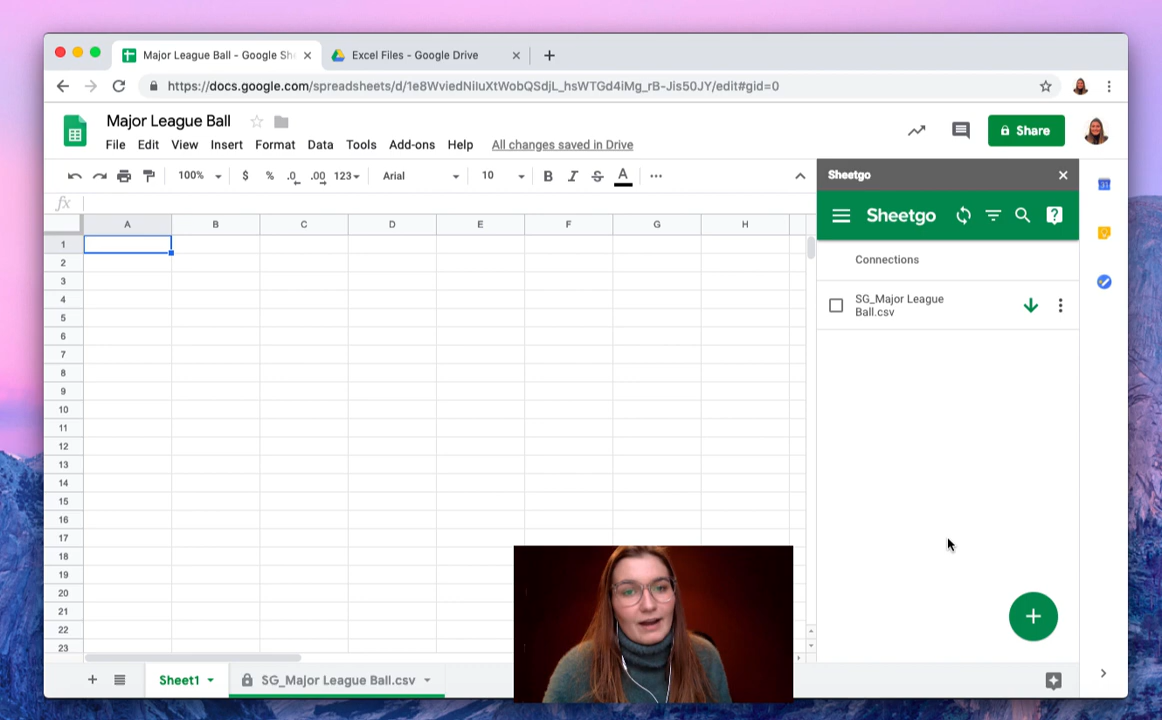 Major League Ball - Google Sh
Excel Files - Google Drive
https://docs.google.com/spreadsheets/d/1e8WviedNiluXtWobQSdjL_hsWTGd4iMg_rB-Jis50JY/edit#gid=0
Major League Ball
File Edit View Insert Format Data Tools Add-ons Help All changes saved in Drive
Share
100% $ % .0 .00 123 Arial 10 B I S A
fx
A B C D E F G H
1
2
3
4
5
6
7
8
9
10
11
12
13
14
15
16
17
18
19
20
21
22
23
Sheetgo
Sheetgo
Connections
SG_Major League
Ball.csv
31
Sheet1
SG_Major League Ball.csv